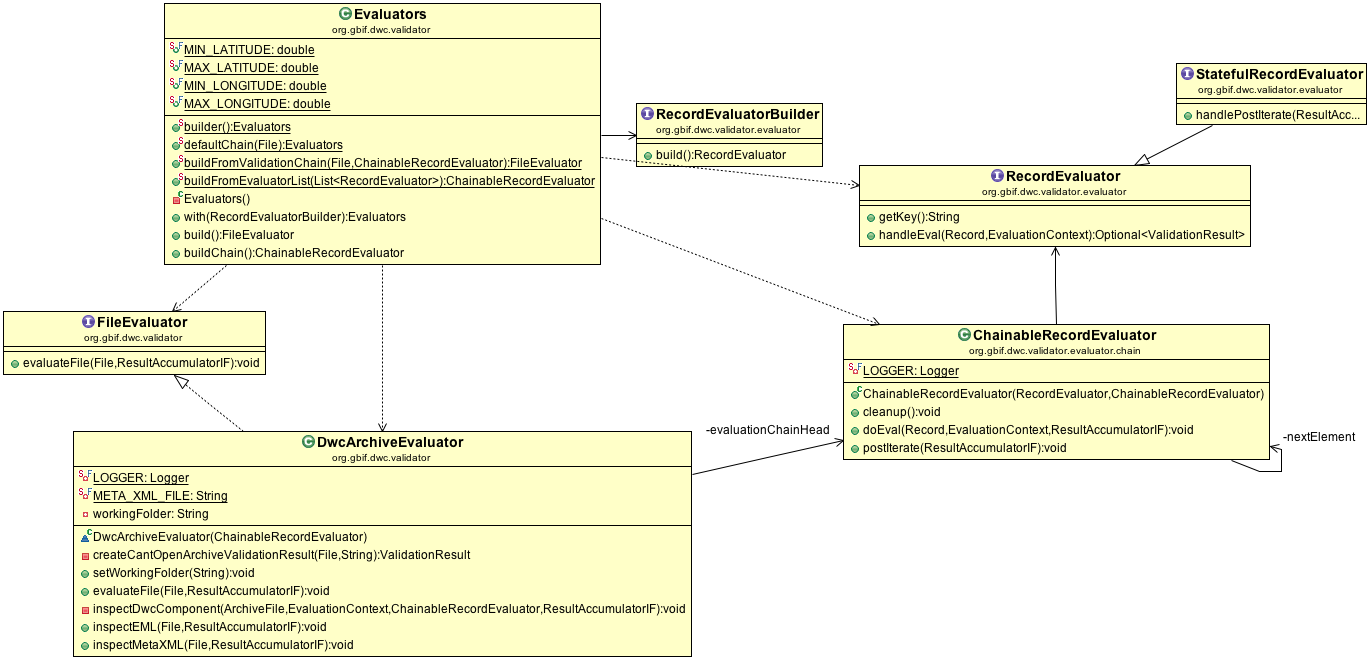 Evaluators
org.gbif.dwc.validator
MIN_LATITUDE: double
MAX_LATITUDE: double
MIN_LONGITUDE: double
MAX_LONGITUDE: double
builder():Evaluators
defaultChain(File):Evaluators
buildFromValidationChain(File,ChainableRecordEvaluator):FileEvaluator
buildFromEvaluatorList(List<RecordEvaluator>):ChainableRecordEvaluator
Evaluators()
with(RecordEvaluatorBuilder):Evaluators
build():FileEvaluator
buildChain():ChainableRecordEvaluator
RecordEvaluatorBuilder
org.gbif.dwc.validator.evaluator
build():RecordEvaluator
StatefulRecordEvaluator
org.gbif.dwc.validator.evaluator
handlePostIterate(ResultAcc...
RecordEvaluator
org.gbif.dwc.validator.evaluator
getKey():String
handleEval(Record,EvaluationContext):Optional<ValidationResult>
FileEvaluator
org.gbif.dwc.validator
evaluateFile(File,ResultAccumulatorIF):void
ChainableRecordEvaluator
org.gbif.dwc.validator.evaluator.chain
LOGGER: Logger
ChainableRecordEvaluator(RecordEvaluator,ChainableRecordEvaluator)
cleanup():void
doEval(Record,EvaluationContext,ResultAccumulatorIF):void
postIterate(ResultAccumulatorIF):void
-evaluationChainHead
-nextElement
DwcArchiveEvaluator
org.gbif.dwc.validator
LOGGER: Logger
META_XML_FILE: String
workingFolder: String
DwcArchiveEvaluator(ChainableRecordEvaluator)
createCantOpenArchiveValidationResult(File,String):ValidationResult
setWorkingFolder(String):void
evaluateFile(File,ResultAccumulatorIF):void
inspectDwcComponent(ArchiveFile,EvaluationContext,ChainableRecordEvaluator,ResultAccumulatorIF):void
inspectEML(File,ResultAccumulatorIF):void
inspectMetaXML(File,ResultAccumulatorIF):void